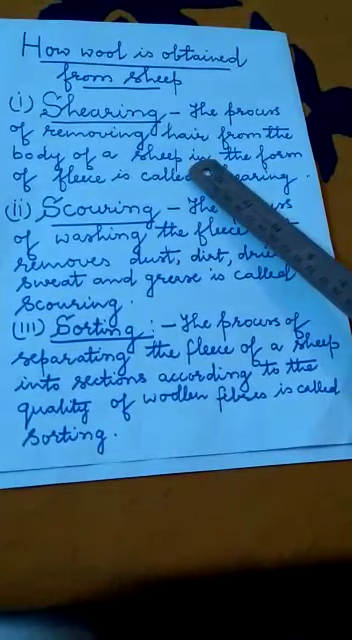 How wool is obtained
from sheep
(i) Shearing - The process
of removing hair from the
body of a sheep in the form
of fleece is called shearing.
(ii) Scouring - The
of washing the fleece
removes dust, dirt,
sweat and grease is called
scouring.
(III) Sorting : - The process of
separating the fleece of a sheep
into sections according to the
quality of woollen fibres is called
sorting.